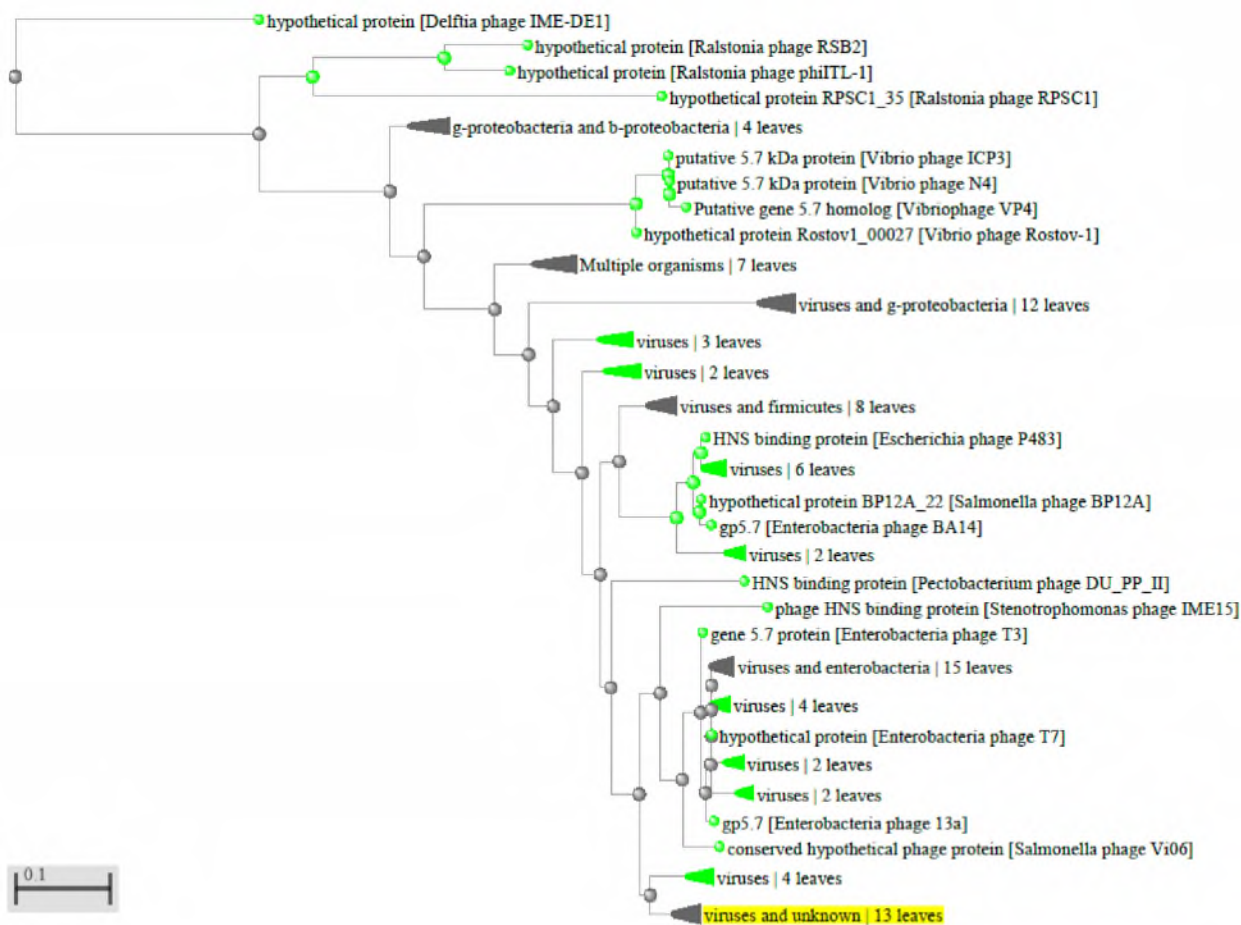 hypothetical protein [Delftia phage IME-DE1]
hypothetical protein [Ralstonia phage RSB2]
hypothetical protein [Ralstonia phage phiITL-1]
hypothetical protein RPSC1_35 [Ralstonia phage RPSC1]
g-proteobacteria and b-proteobacteria | 4 leaves
putative 5.7 kDa protein [Vibrio phage ICP3]
putative 5.7 kDa protein [Vibrio phage N4]
Putative gene 5.7 homolog [Vibriophage VP4]
hypothetical protein Rostov1_00027 [Vibrio phage Rostov-1]
Multiple organisms | 7 leaves
viruses and g-proteobacteria | 12 leaves
viruses | 3 leaves
viruses | 2 leaves
viruses and firmicutes | 8 leaves
HNS binding protein [Escherichia phage P483]
viruses | 6 leaves
hypothetical protein BP12A_22 [Salmonella phage BP12A]
gp5.7 [Enterobacteria phage BA14]
viruses | 2 leaves
HNS binding protein [Pectobacterium phage DU_PP_II]
phage HNS binding protein [Stenotrophomonas phage IME15]
gene 5.7 protein [Enterobacteria phage T3]
viruses and enterobacteria | 15 leaves
viruses | 4 leaves
hypothetical protein [Enterobacteria phage T7]
viruses | 2 leaves
viruses | 2 leaves
gp5.7 [Enterobacteria phage 13a]
conserved hypothetical phage protein [Salmonella phage Vi06]
viruses | 4 leaves
viruses and unknown | 13 leaves
0.1